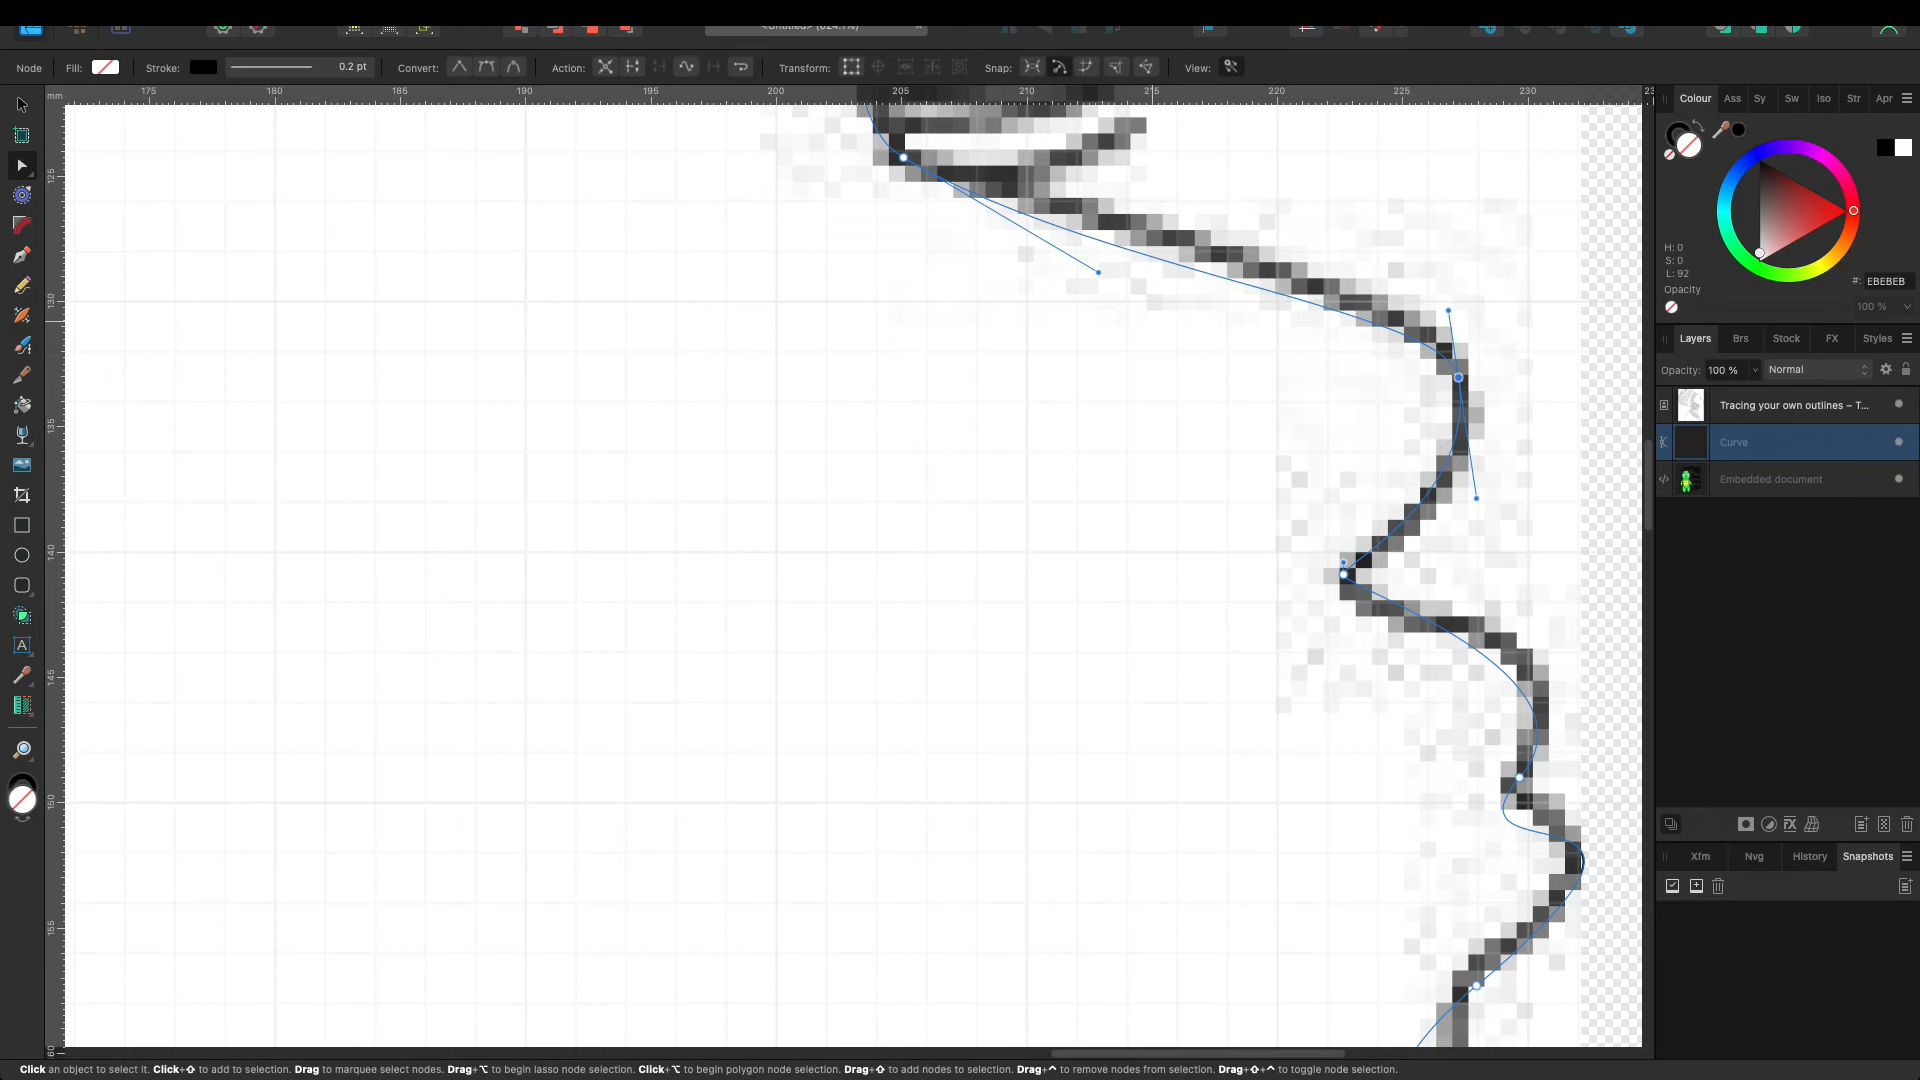 <Untitled> (824.1%)
Node Fill: Stroke: 0.2 pt Convert: Action: Transform: Snap: View:
mm 175 180 185 190 195 200 205 210 215 220 225 230 23
125
130
135
140
145
150
155
60
Colour Ass Sy Sw Iso Str Apr
H: 0
S: 0
L: 92
#: EBEBEB
Opacity
100 %
Layers Brs Stock FX Styles
Opacity: 100 % Normal
Tracing your own outlines – T...
Curve
Embedded document
Xfm Nvg History Snapshots
Click an object to select it. Click+⇧ to add to selection. Drag to marquee select nodes. Drag+⌥ to begin lasso node selection. Click+⌥ to begin polygon node selection. Drag+⇧ to add nodes to selection. Drag+^ to remove nodes from selection. Drag+⇧+^ to toggle node selection.